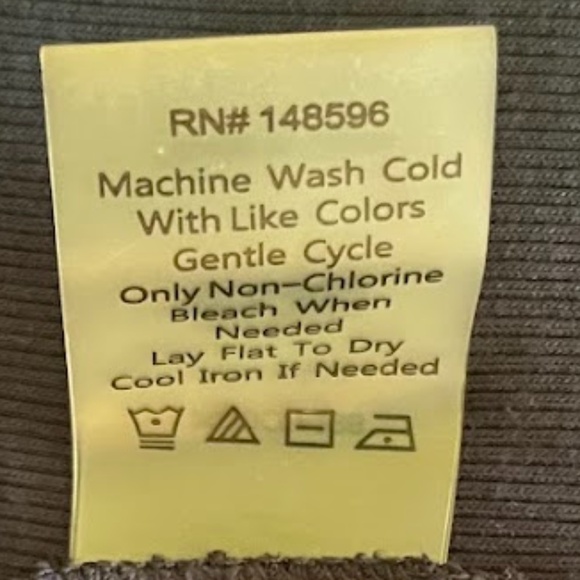 RN# 148596
Machine Wash Cold
With Like Colors
Gentle Cycle
Only Non-Chlorine
Bleach When
Needed
Lay Flat To Dry
Cool Iron If Needed